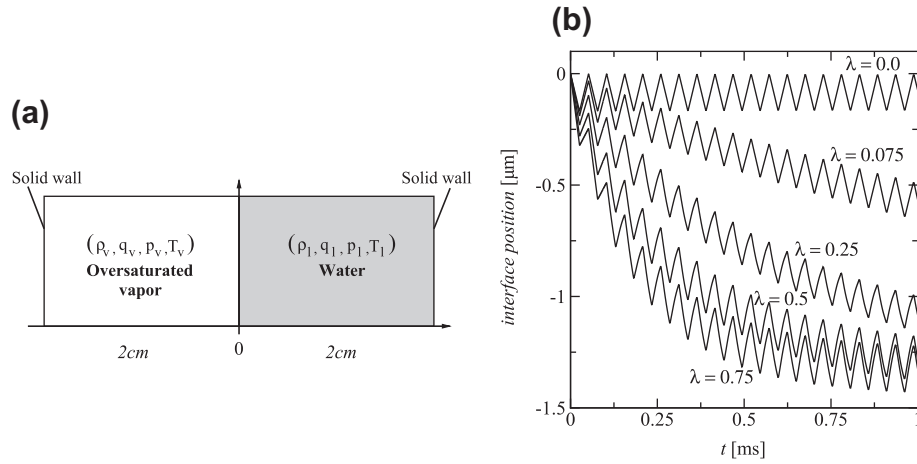 (a)
Solid wall
Solid wall
(ρv, qv, pv, Tv)
Oversaturated
vapor
(ρl, ql, pl, Tl)
Water
2cm
0
2cm
(b)
interface position [μm]
0
-0.5
-1
-1.5
λ = 0.0
λ = 0.075
λ = 0.25
λ = 0.5
λ = 0.75
0
0.25
0.5
0.75
1
t [ms]